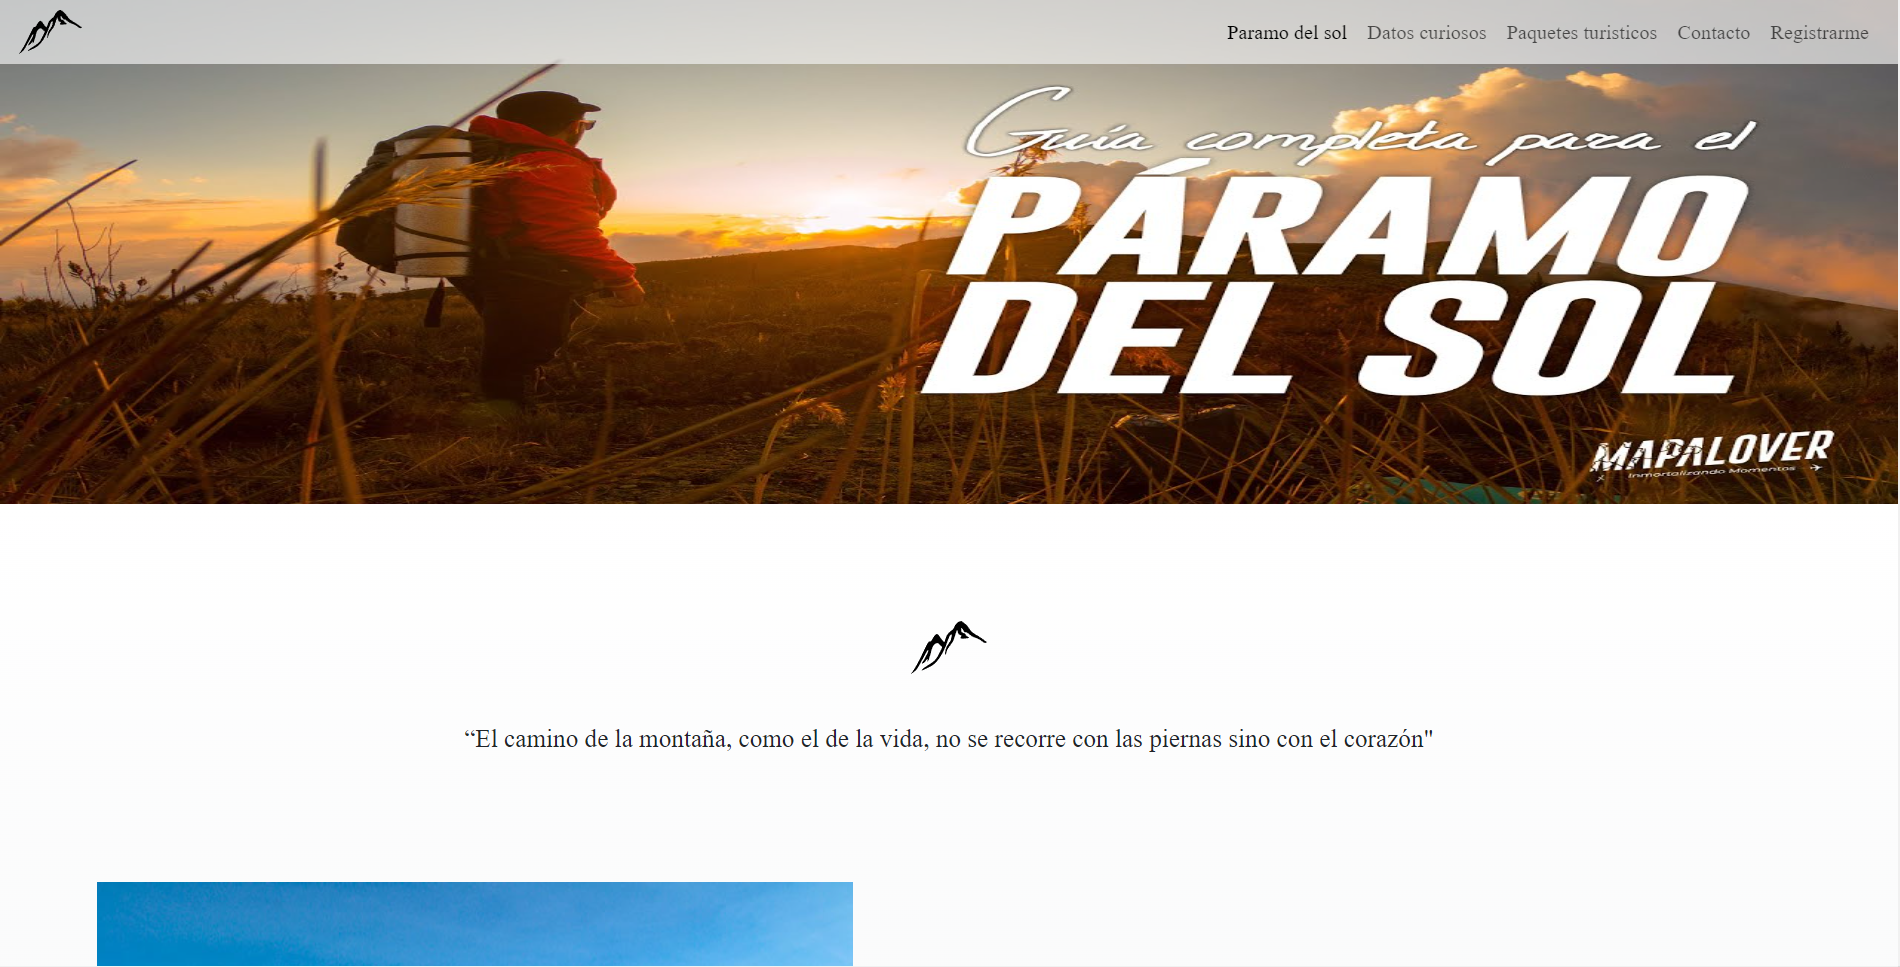 Paramo del sol Datos curiosos Paquetes turisticos Contacto Registrarme
Guía completa para el
PÁRAMO
DEL SOL
MAPALOVER
Inmortalizando Momentos
“El camino de la montaña, como el de la vida, no se recorre con las piernas sino con el corazón"